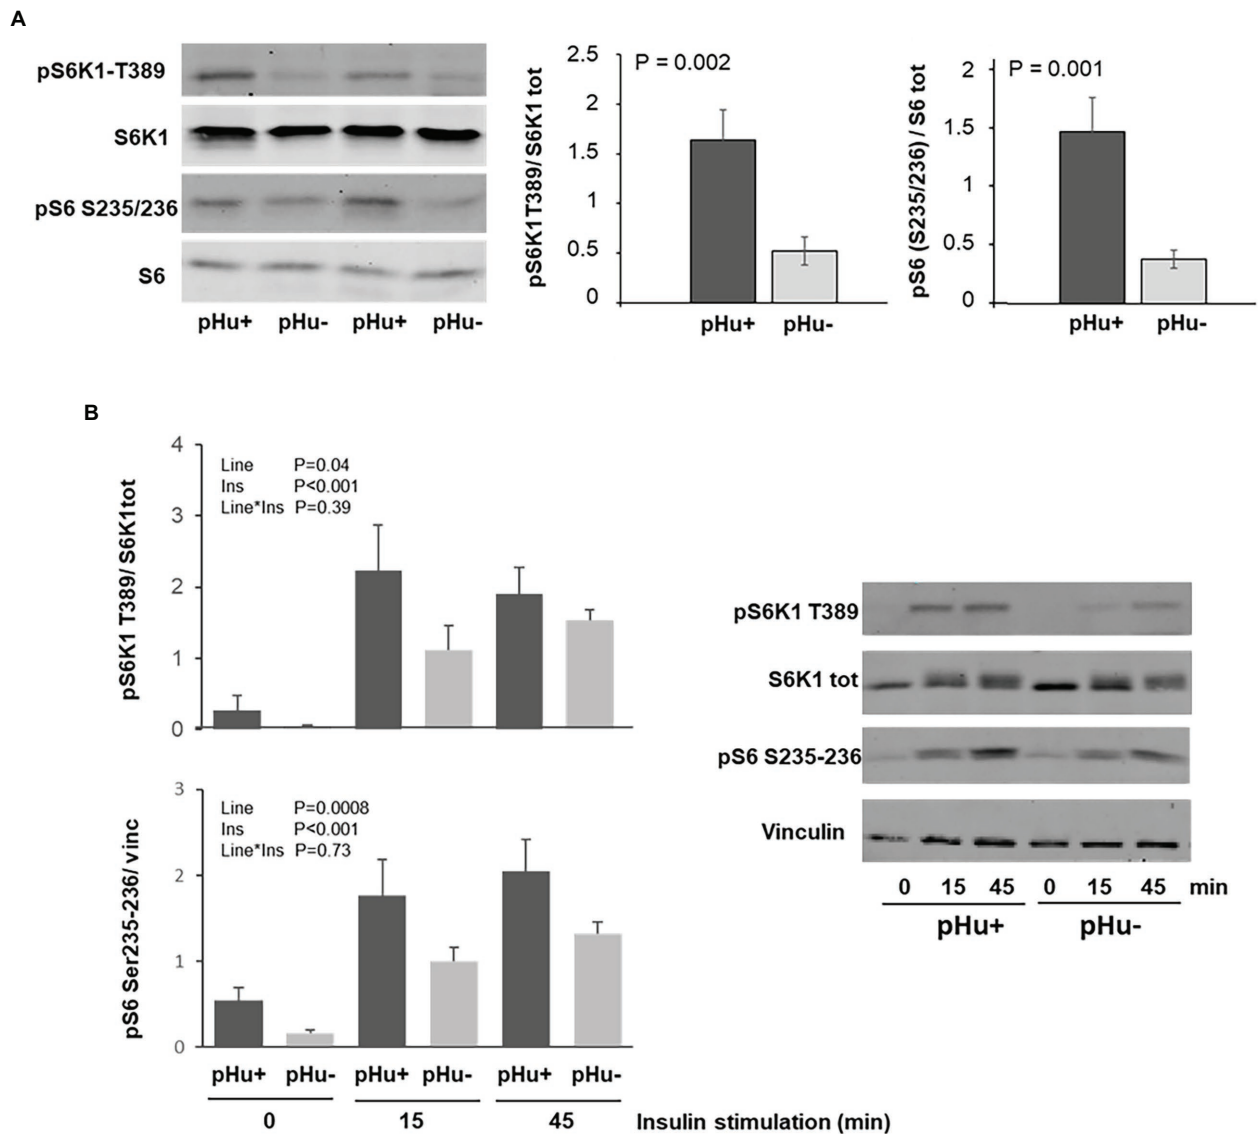 A
pS6K1-T389
S6K1
pS6 S235/236
S6
pHu+ pHu- pHu+ pHu-
pS6K1T389/ S6K1 tot
2.5
2
1.5
1
0.5
0
P = 0.002
pHu+ pHu-
pS6 (S235/236) / S6 tot
2
1.5
1
0.5
0
P = 0.001
pHu+ pHu-
B
pS6K1 T389/ S6K1tot
4
3
2
1
0
Line P=0.04
Ins P<0.001
Line*Ins P=0.39
pS6 Ser235-236/ vinc
3
2
1
0
Line P=0.0008
Ins P<0.001
Line*Ins P=0.73
pHu+ pHu- pHu+ pHu- pHu+ pHu-
0 15 45 Insulin stimulation (min)
pS6K1 T389
S6K1 tot
pS6 S235-236
Vinculin
0 15 45 0 15 45 min
pHu+ pHu-